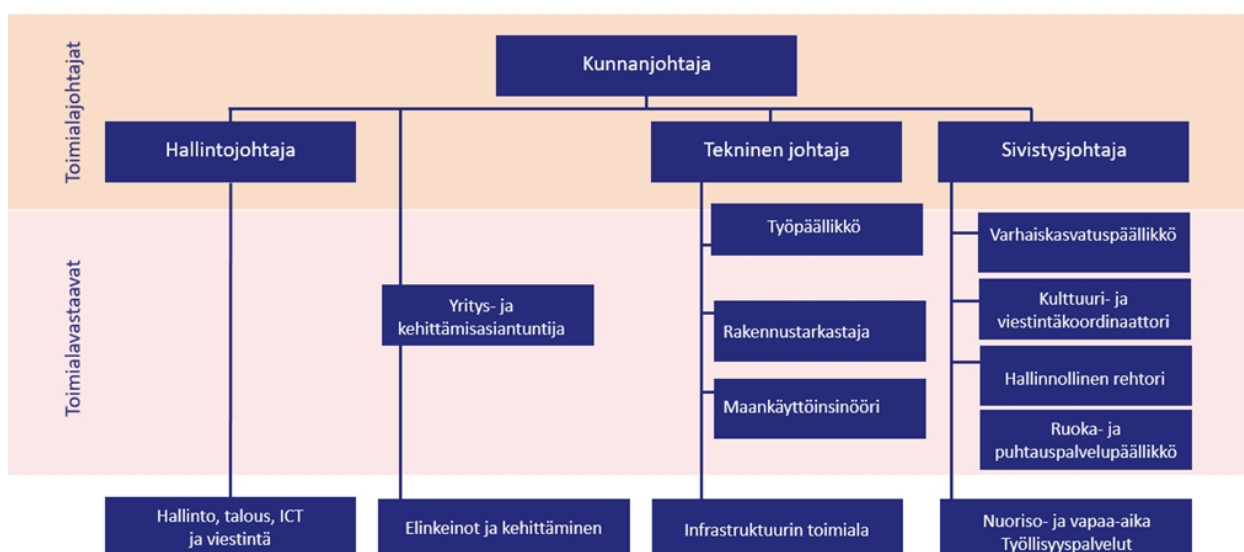 Toimialajohtajat
Kunnanjohtaja
Hallintojohtaja
Tekninen johtaja
Sivistysjohtaja
Toimialavastaavat
Työpäällikkö
Varhaiskasvatuspäällikkö
Yritys- ja
kehittämisasiantuntija
Kulttuuri- ja
viestintäkoordinaattori
Rakennustarkastaja
Hallinnollinen rehtori
Maankäyttöinsinööri
Ruoka- ja
puhtauspalvelupäällikkö
Hallinto, talous, ICT
ja viestintä
Elinkeinot ja kehittäminen
Infrastruktuurin toimiala
Nuoriso- ja vapaa-aika
Työllisyyspalvelut